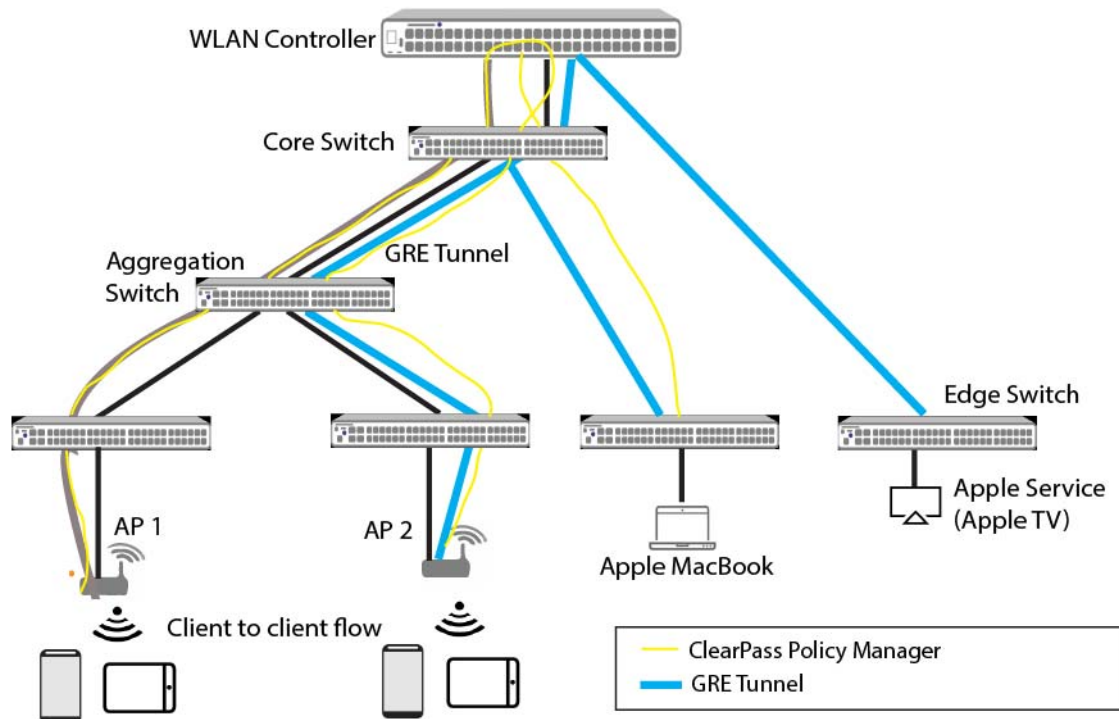 WLAN Controller
Core Switch
Aggregation
Switch
GRE Tunnel
Edge Switch
AP 1
AP 2
Apple MacBook
Apple Service
(Apple TV)
Client to client flow
ClearPass Policy Manager
GRE Tunnel